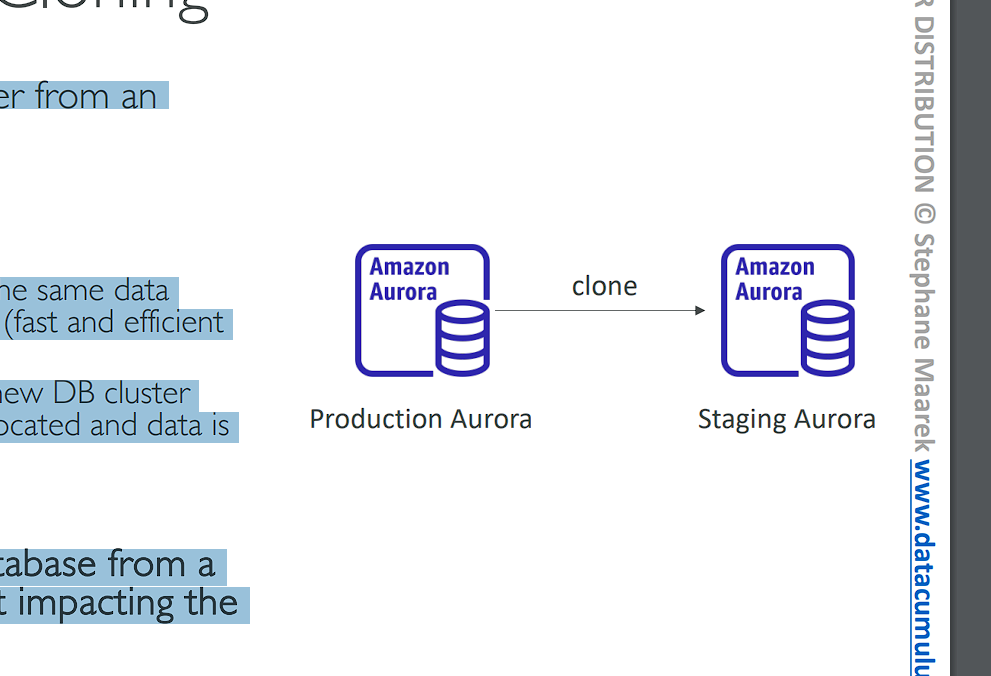 Cloning
er from an
he same data
(fast and efficient
new DB cluster
ocated and data is
tabase from a
t impacting the
Amazon
Aurora
clone
Amazon
Aurora
Production Aurora
Staging Aurora
R DISTRIBUTION © Stephane Maarek www.datacumulu